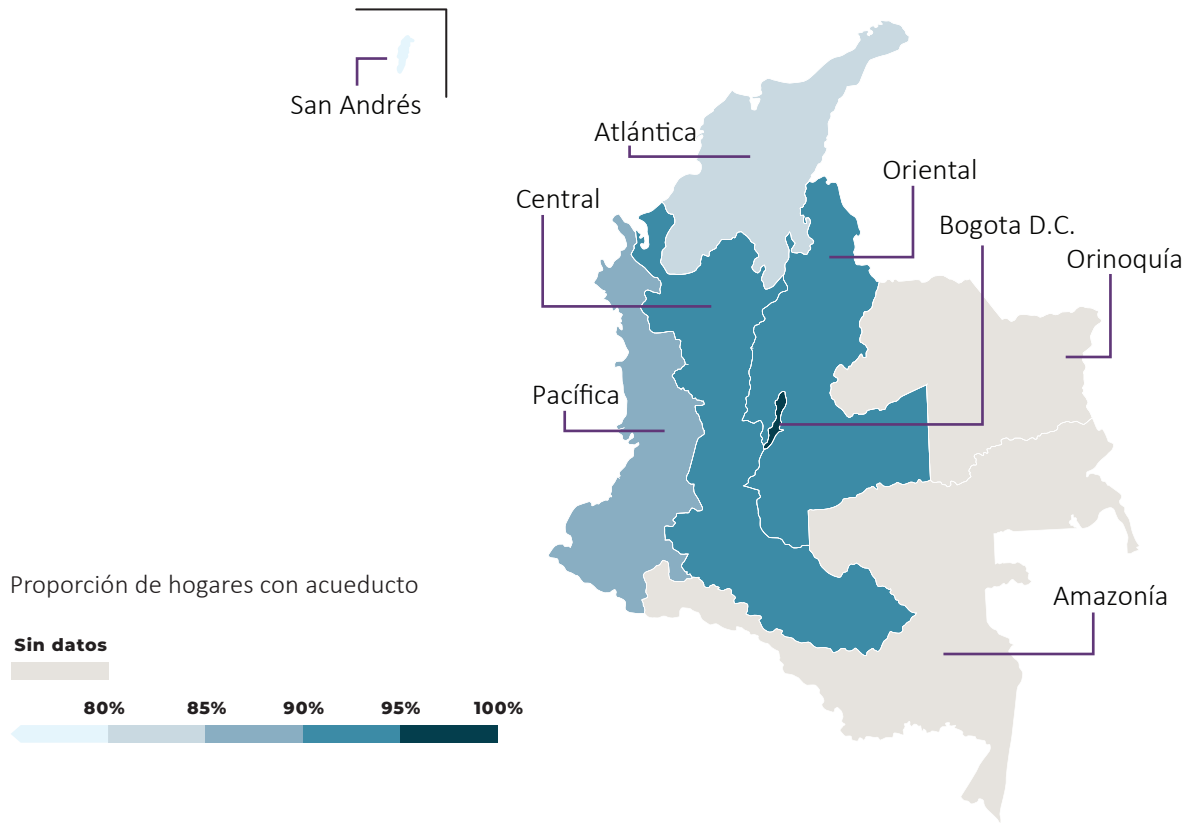 San Andrés
Atlántica
Oriental
Central
Bogota D.C.
Orinoquía
Pacífica
Proporción de hogares con acueducto
Amazonía
Sin datos
80% 85% 90% 95% 100%